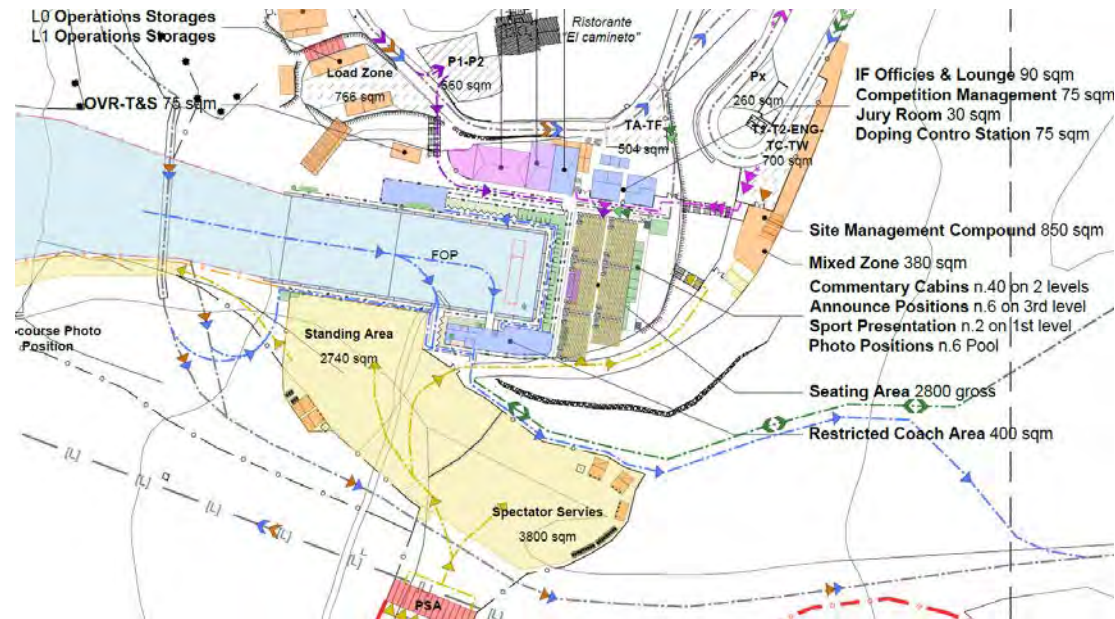 L0 Operations Storages
L1 Operations Storages
Ristorante
"El camineto"
Load Zone
766 sqm
P1-P2
560 sqm
Px
260 sqm
OVR-T&S 75 sqm
TA-TF
504 sqm
T1-T2-ENG-
TC-TW
700 sqm
IF Officies & Lounge 90 sqm
Competition Management 75 sqm
Jury Room 30 sqm
Doping Contro Station 75 sqm
Site Management Compound 850 sqm
FOP
Mixed Zone 380 sqm
Commentary Cabins n.40 on 2 levels
Announce Positions n.6 on 3rd level
Sport Presentation n.2 on 1st level
Photo Positions n.6 Pool
-course Photo
Position
Standing Area
2740 sqm
Seating Area 2800 gross
Restricted Coach Area 400 sqm
Spectator Servies
3800 sqm
[L]
[L]
[L]
[L]
[L]
[L]
[L]
[L]
PSA